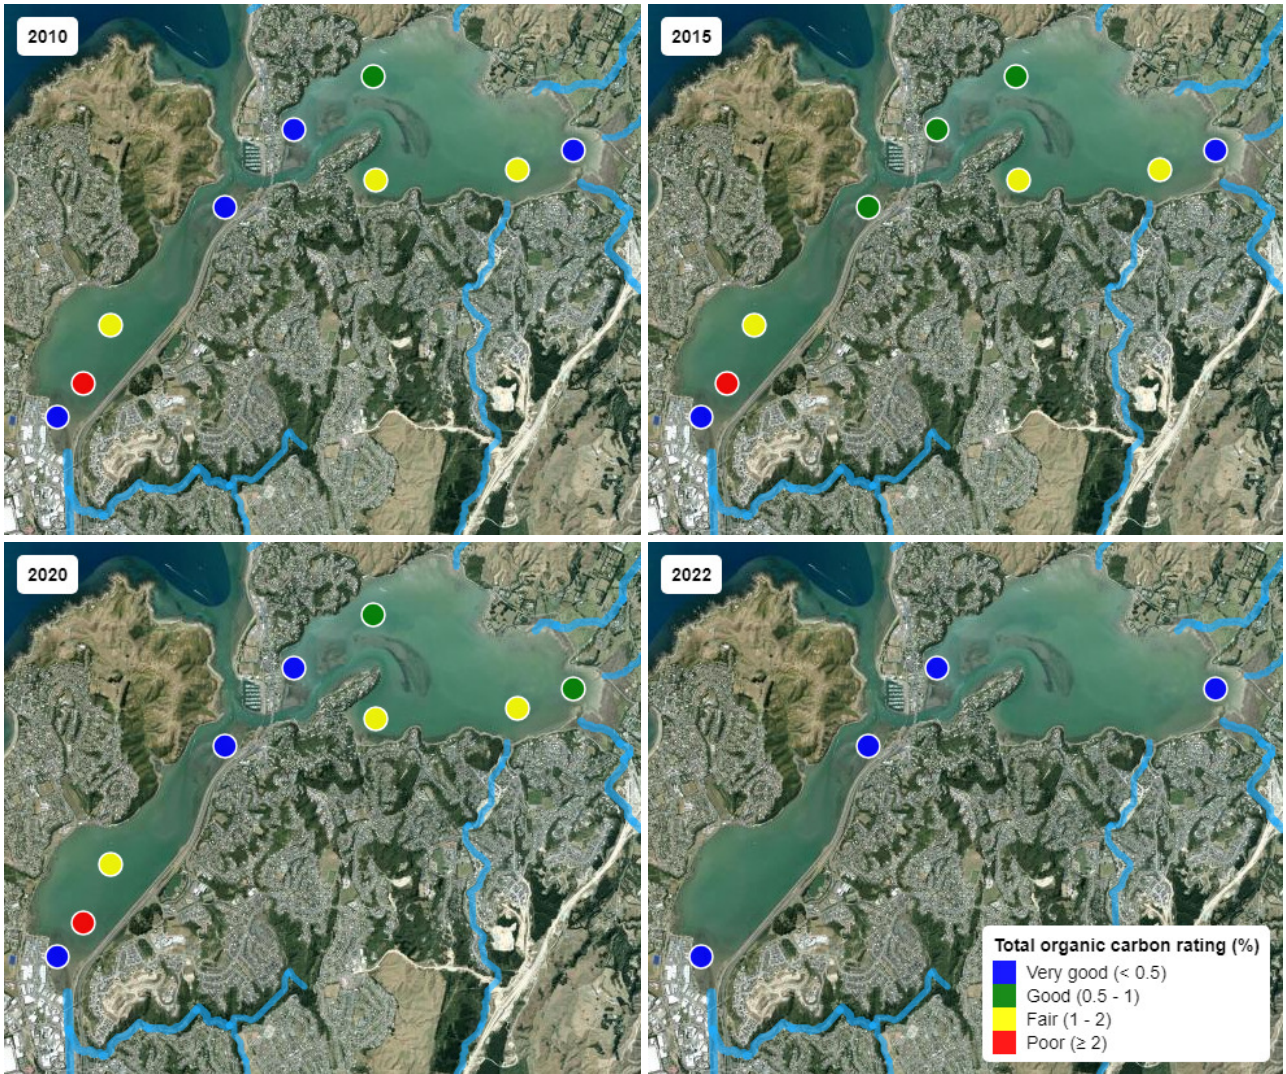 2010
2015
2020
2022
Total organic carbon rating (%)
Very good (< 0.5)
Good (0.5 - 1)
Fair (1 - 2)
Poor (≥ 2)